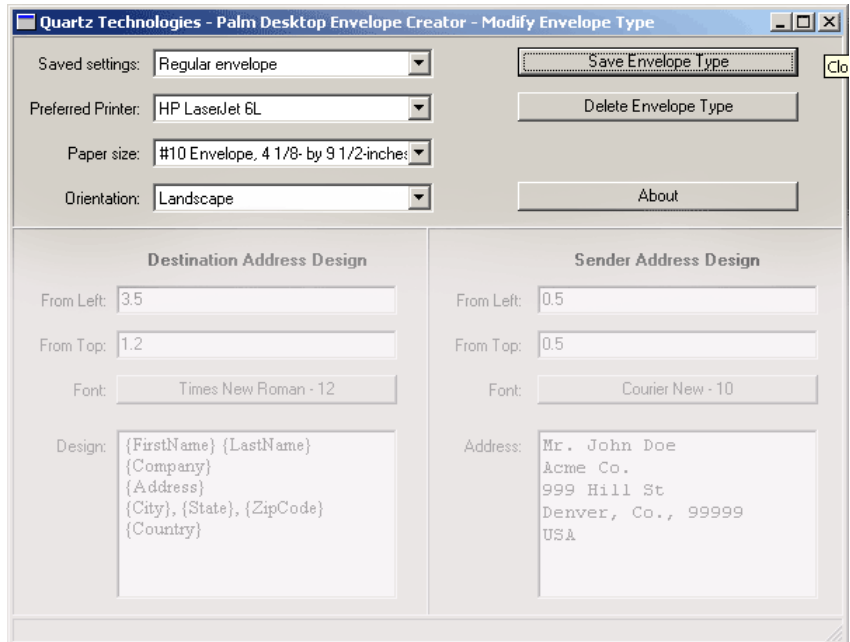 Quartz Technologies - Palm Desktop Envelope Creator - Modify Envelope Type
Saved settings: Regular envelope
Save Envelope Type
Clo
Preferred Printer: HP LaserJet 6L
Delete Envelope Type
Paper size: #10 Envelope, 4 1/8- by 9 1/2-inches
Orientation: Landscape
About
Destination Address Design
From Left: 3.5
From Top: 1.2
Font: Times New Roman - 12
Design: {FirstName} {LastName}
{Company}
{Address}
{City}, {State}, {ZipCode}
{Country}
Sender Address Design
From Left: 0.5
From Top: 0.5
Font: Courier New - 10
Address: Mr. John Doe
Acme Co.
999 Hill St
Denver, Co., 99999
USA